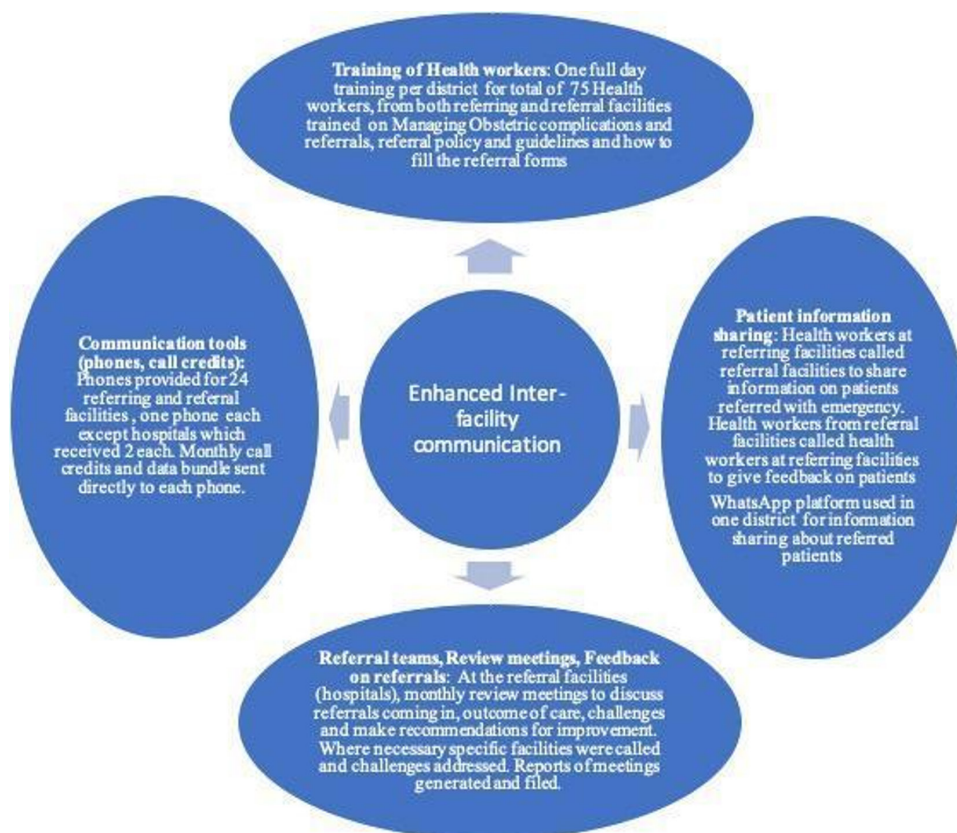 Training of Health workers: One full day
training per district for total of 75 Health
workers, from both referring and referral facilities
trained on Managing Obstetric complications and
referrals, referral policy and guidelines and how to
fill the referral forms
Communication tools
(phones, call credits):
Phones provided for 24
referring and referral
facilities , one phone each
except hospitals which
received 2 each. Monthly call
credits and data bundle sent
directly to each phone.
Enhanced Inter-
facility
communication
Patient information
sharing: Health workers at
referring facilities called
referral facilities to share
information on patients
referred with emergency.
Health workers from referral
facilities called health
workers at referring facilities
to give feedback on patients
WhatsApp platform used in
one district for information
sharing about referred
patients
Referral teams, Review meetings, Feedback
on referrals: At the referral facilities
(hospitals), monthly review meetings to discuss
referrals coming in, outcome of care, challenges
and make recommendations for improvement.
Where necessary specific facilities were called
and challenges addressed. Reports of meetings
generated and filed.